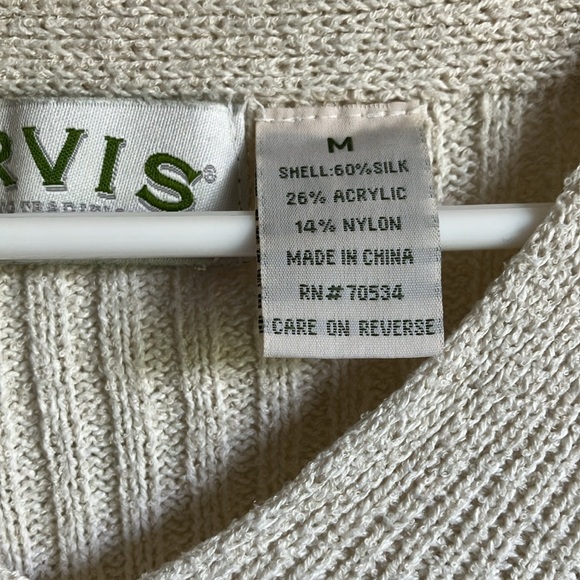 RVIS®
M
SHELL:60%SILK
26% ACRYLIC
14% NYLON
MADE IN CHINA
RN#70534
CARE ON REVERSE